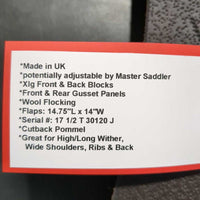 *Made in UK
*potentially adjustable by Master Saddler
*Xlg Front & Back Blocks
*Front & Rear Gusset Panels
*Wool Flocking
*Flaps: 14.75"L x 14"W
*Serial #: 17 1/2 T 30120 J
*Cutback Pommel
*Great for High/Long Wither,
Wide Shoulders, Ribs & Back